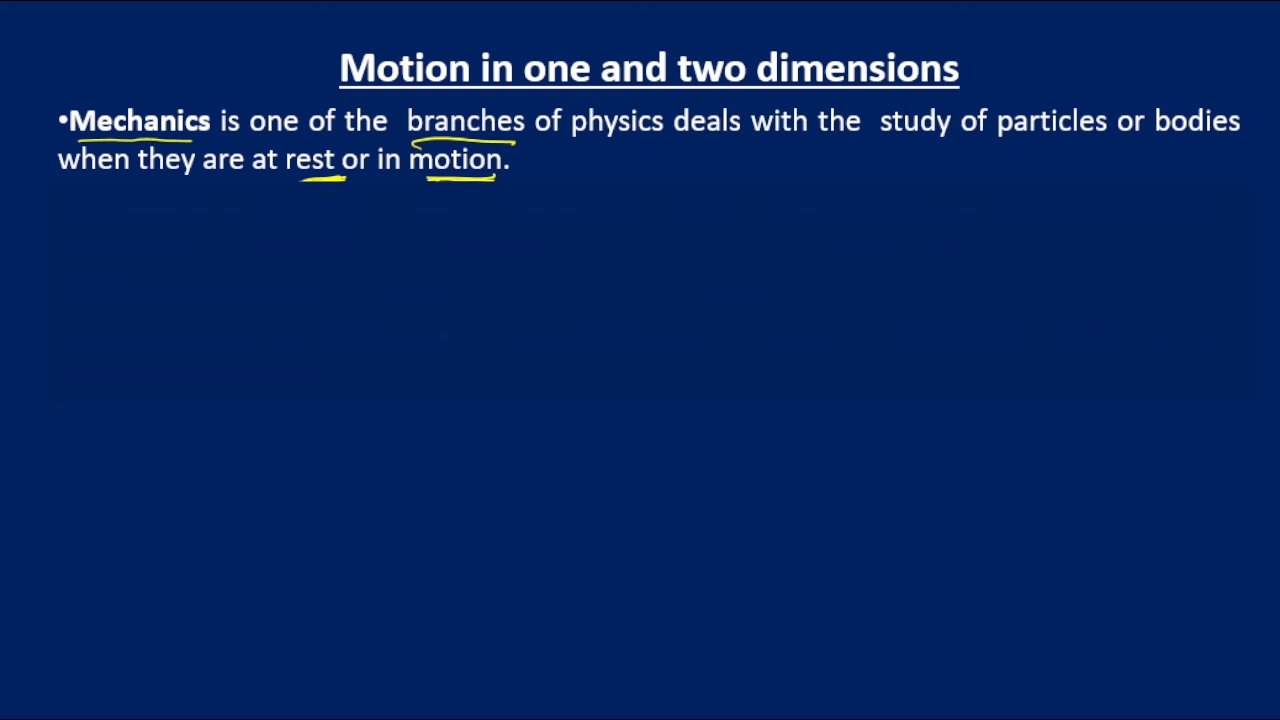 Motion in one and two dimensions
•Mechanics is one of the branches of physics deals with the study of particles or bodies
when they are at rest or in motion.